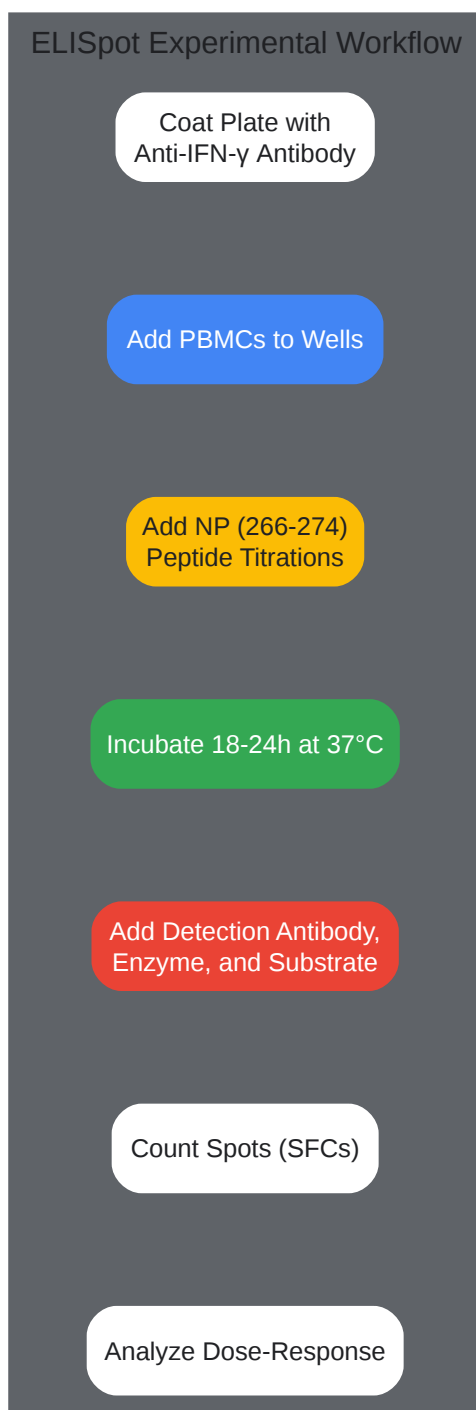 ELISpot Experimental Workflow
Coat Plate with
Anti-IFN-γ Antibody
Add PBMCs to Wells
Add NP (266-274)
Peptide Titrations
Incubate 18-24h at 37°C
Add Detection Antibody,
Enzyme, and Substrate
Count Spots (SFCs)
Analyze Dose-Response